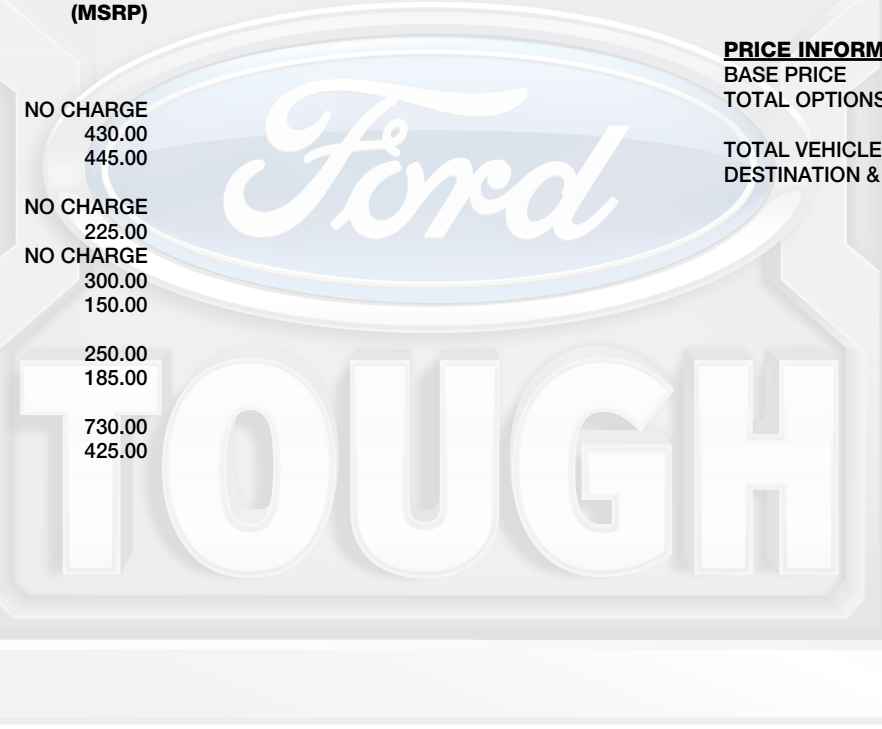 (MSRP)
NO CHARGE
430.00
445.00
NO CHARGE
225.00
NO CHARGE
300.00
150.00
250.00
185.00
730.00
425.00
PRICE INFORM
BASE PRICE
TOTAL OPTIONS
TOTAL VEHICLE
DESTINATION &
Ford
TOUGH